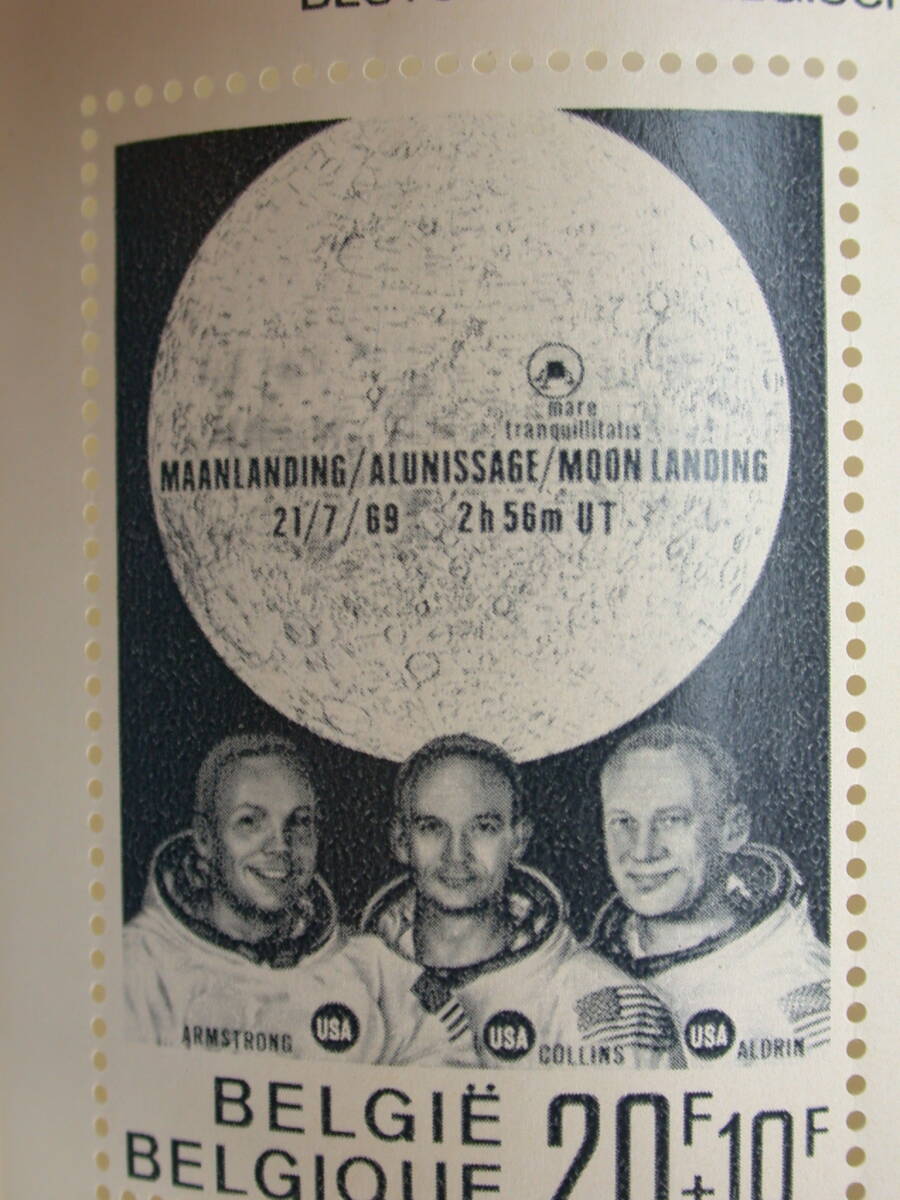 mare
tranquillitatis
MAANLANDING/ALUNISSAGE/MOON LANDING
21/7/69 2h 56m UT
ARMSTRONG USA USA COLLINS USA ALDRIN
BELGIË 20F+10F
BELGIQUE